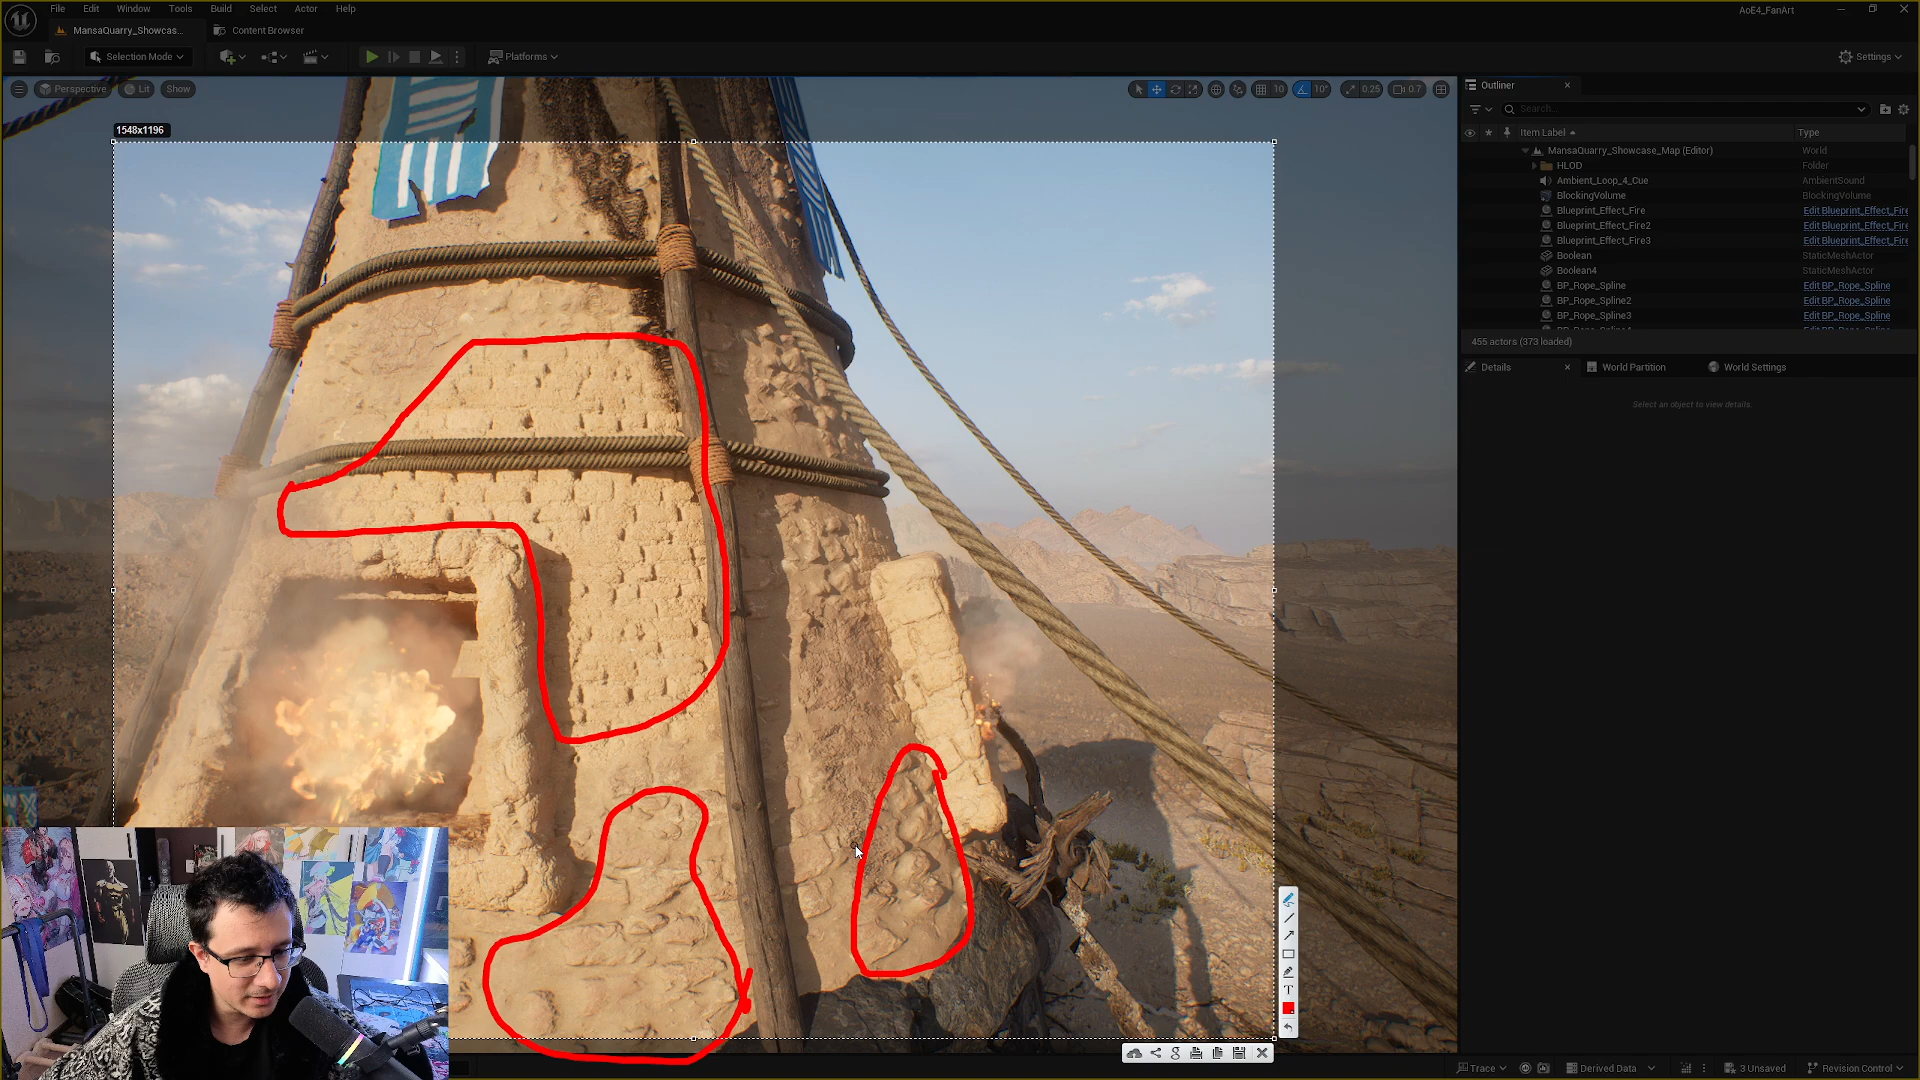 File Edit Window Tools Build Select Actor Help
AoE4_FanArt
MansaQuarry_Showcas...
Content Browser
Selection Mode
Platforms
Settings
Perspective
Lit
Show
10
10°
0.25
0.7
1548x1196
Outliner
Search...
Item Label
Type
MansaQuarry_Showcase_Map (Editor)
World
HLOD
Folder
Ambient_Loop_4_Cue
AmbientSound
BlockingVolume
BlockingVolume
Blueprint_Effect_Fire
Edit Blueprint_Effect_Fire
Blueprint_Effect_Fire2
Edit Blueprint_Effect_Fire
Blueprint_Effect_Fire3
Edit Blueprint_Effect_Fire
Boolean
StaticMeshActor
Boolean4
StaticMeshActor
BP_Rope_Spline
Edit BP_Rope_Spline
BP_Rope_Spline2
Edit BP_Rope_Spline
BP_Rope_Spline3
Edit BP_Rope_Spline
455 actors (373 loaded)
Details
World Partition
World Settings
Select an object to view details.
T
Trace
Derived Data
3 Unsaved
Revision Control